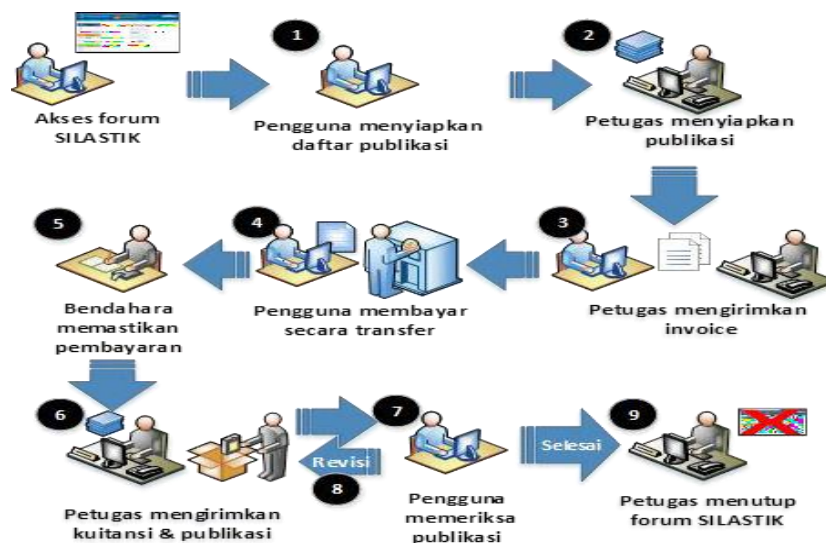 Akses forum
SILASTIK
1
Pengguna menyiapkan
daftar publikasi
2
Petugas menyiapkan
publikasi
3
Petugas mengirimkan
invoice
4
Pengguna membayar
secara transfer
5
Bendahara
memastikan
pembayaran
6
Petugas mengirimkan
kuitansi & publikasi
7
Pengguna
memeriksa
publikasi
Revisi
8
Selesai
9
Petugas menutup
forum SILASTIK